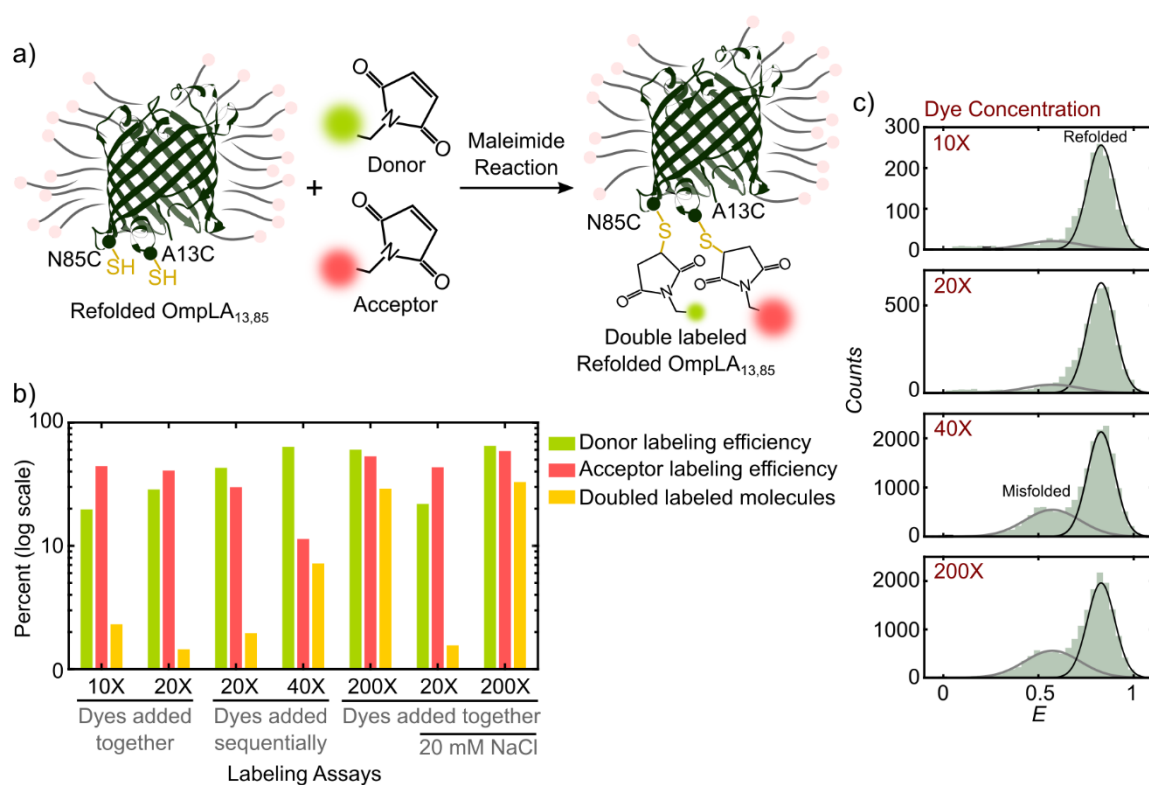 a)
O
N
O
Donor
+
O
N
O
Acceptor
Maleimide
Reaction
N85C
A13C
SH
SH
Refolded OmpLA13,85
N85C
A13C
S
S
O
N
O
O
N
O
Double labeled
Refolded OmpLA13,85
b)
Percent (log scale)
100
10
0
10X 20X 20X 40X 200X 20X 200X
Dyes added
together
Dyes added
sequentially
Dyes added together
20 mM NaCl
Labeling Assays
Donor labeling efficiency
Acceptor labeling efficiency
Doubled labeled molecules
c)
Dye Concentration
10X
Refolded
300
200
100
0
20X
500
0
40X
Misfolded
2000
1000
0
200X
2000
1000
0
Counts
0 0.5 1
E